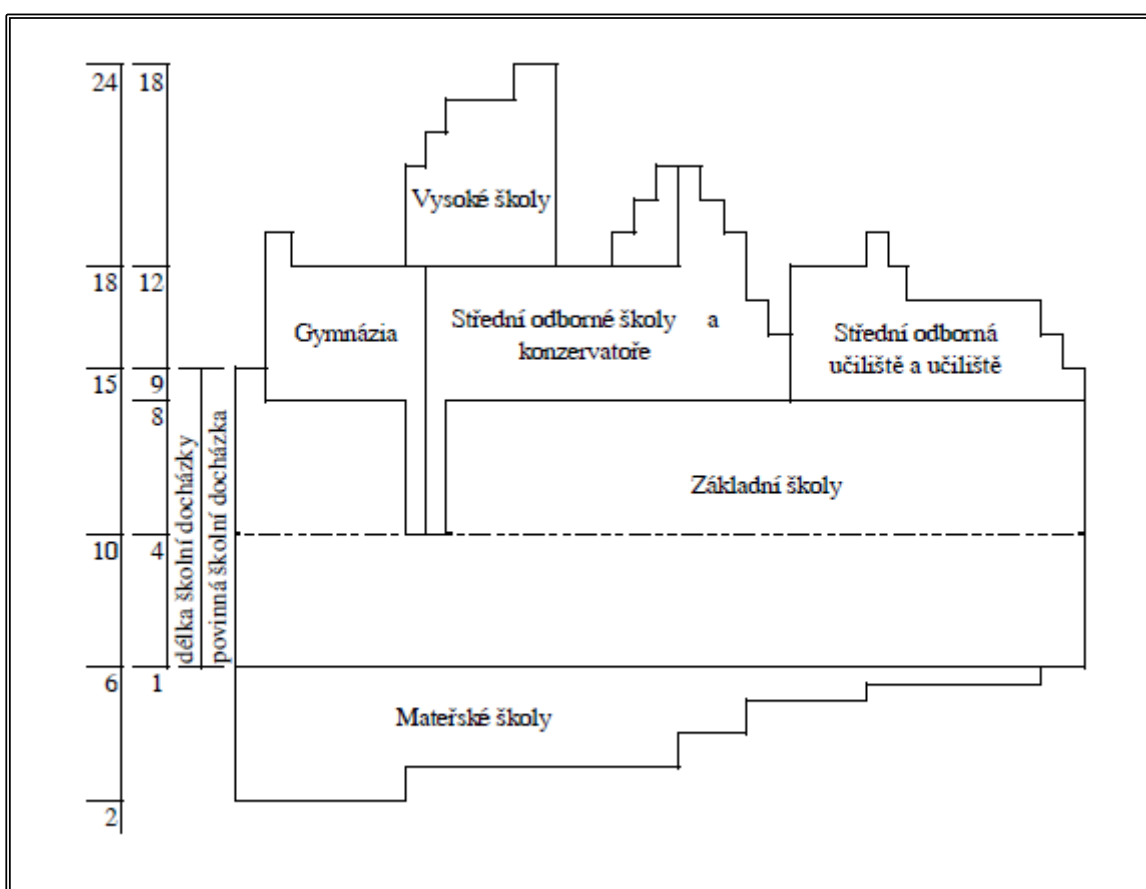 24 18
Vysoké školy
18 12
Gymnázia
Střední odborné školy a
konzervatoře
Střední odborná
učiliště a učiliště
15 9
8
délka školní docházky
povinná školní docházka
Základní školy
10 4
6 1
Mateřské školy
2